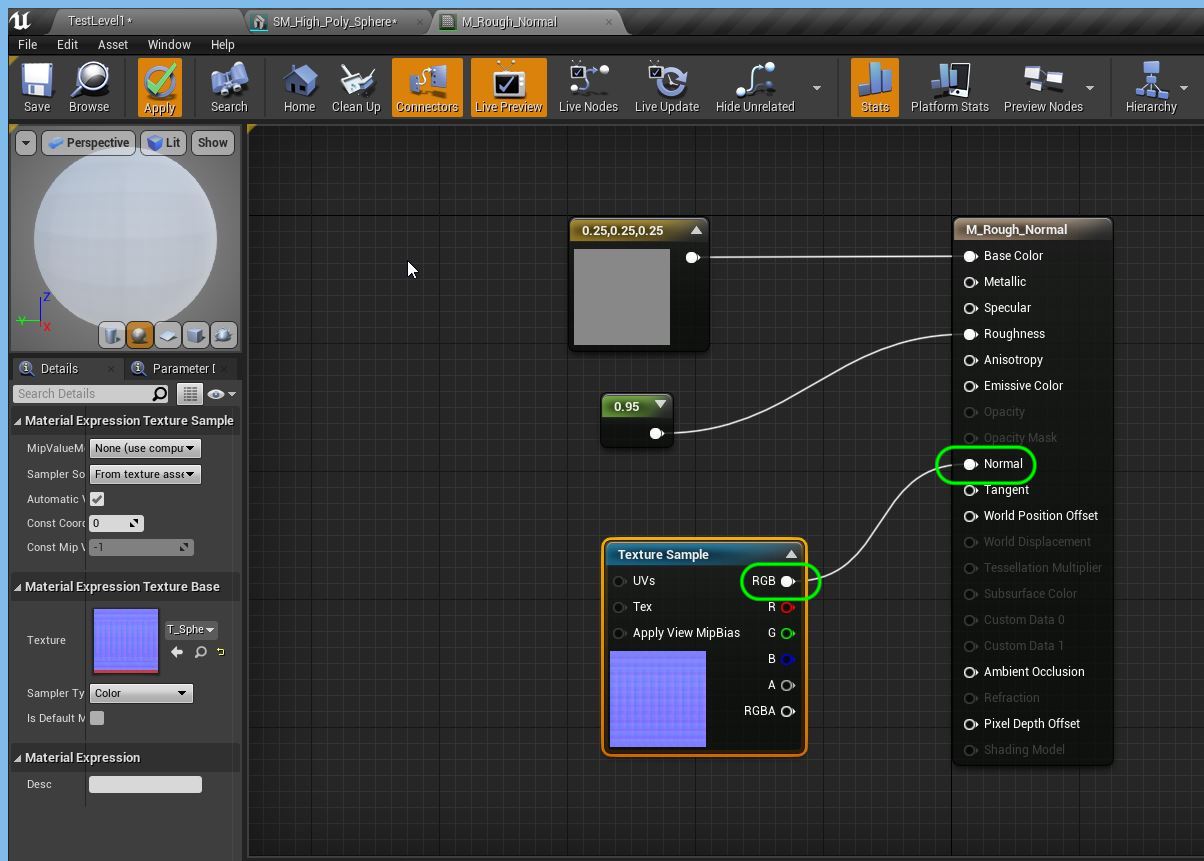 TestLevel1*
SM_High_Poly_Sphere*
M_Rough_Normal
File Edit Asset Window Help
Save Browse Apply Search Home Clean Up Connectors Live Preview Live Nodes Live Update Hide Unrelated Stats Platform Stats Preview Nodes Hierarchy
Perspective Lit Show
Z
Y
X
Details
Parameter D
Search Details
Material Expression Texture Sample
MipValueM
None (use compu
Sampler So
From texture asse
Automatic V
Const Coord
0
Const Mip V
-1
Material Expression Texture Base
Texture
T_Sphe
Sampler Ty
Color
Is Default M
Material Expression
Desc
0.25,0.25,0.25
0.95
Texture Sample
UVs
RGB
Tex
R
Apply View MipBias
G
B
A
RGBA
M_Rough_Normal
Base Color
Metallic
Specular
Roughness
Anisotropy
Emissive Color
Opacity
Opacity Mask
Normal
Tangent
World Position Offset
World Displacement
Tessellation Multiplier
Subsurface Color
Custom Data 0
Custom Data 1
Ambient Occlusion
Refraction
Pixel Depth Offset
Shading Model